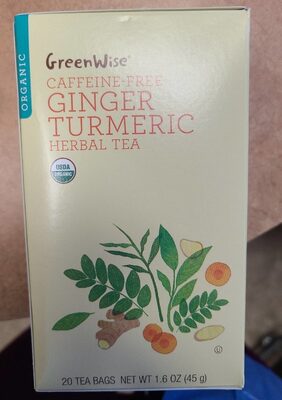 ORGANIC
GreenWise®
CAFFEINE-FREE
GINGER
TURMERIC
HERBAL TEA
USDA
ORGANIC
U
20 TEA BAGS NET WT 1.6 OZ (45 g)